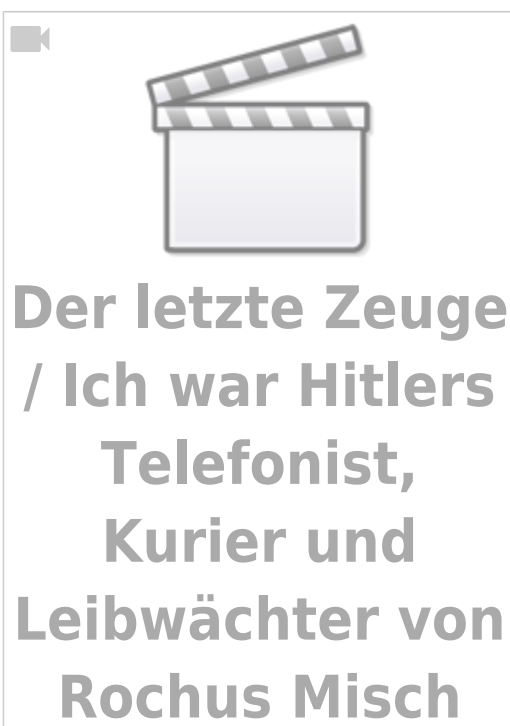 Der letzte Zeuge
/ Ich war Hitlers
Telefonist,
Kurier und
Leibwächter von
Rochus Misch